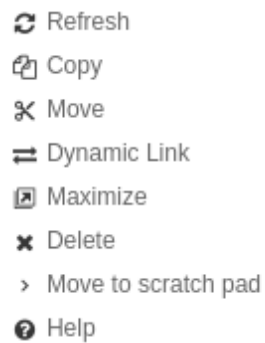 Refresh
Copy
Move
Dynamic Link
Maximize
Delete
Move to scratch pad
Help